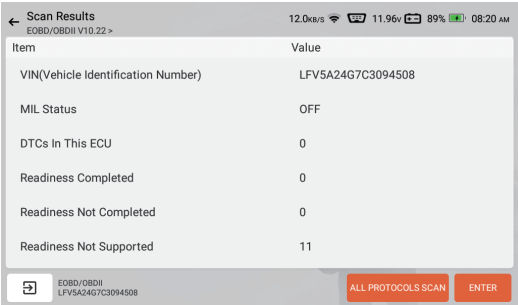 Scan Results
EOBD/OBDII V10.22 >
12.0KB/S 11.96V 89% 08:20 AM
Item Value
VIN(Vehicle Identification Number) LFV5A24G7C3094508
MIL Status OFF
DTCs In This ECU 0
Readiness Completed 0
Readiness Not Completed 0
Readiness Not Supported 11
EOBD/OBDII
LFV5A24G7C3094508
ALL PROTOCOLS SCAN ENTER